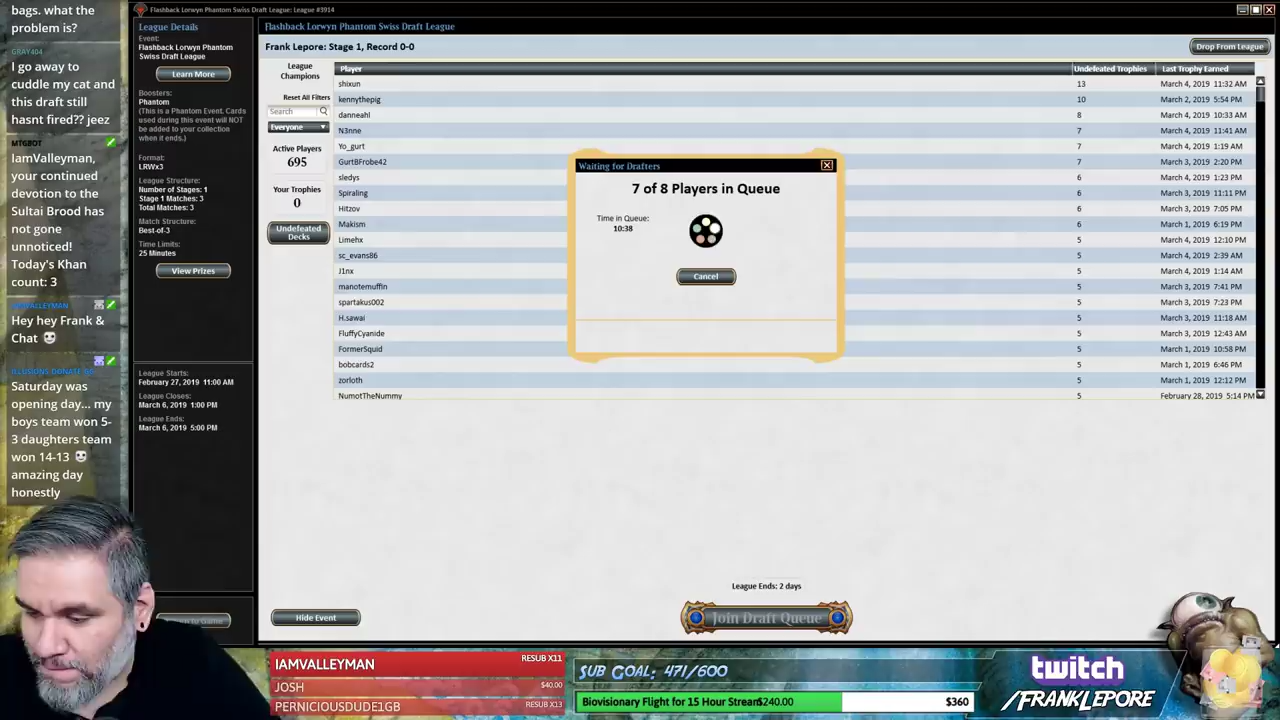 bags. what the
problem is?
GRAY404
I go away to
cuddle my cat and
this draft still
hasnt fired?? jeez
MTGBOT
IamValleyman,
your continued
devotion to the
Sultai Brood has
not gone
unnoticed!
Today's Khan
count: 3
IAMVALLEYMAN
Hey hey Frank &
Chat
Saturday was
opening day... my
boys team won 5-
3 daughters team
won 14-13
amazing day
honestly
Flashback Lorwyn Phantom Swiss Draft League: League #3914
League Details
Event:
Flashback Lorwyn Phantom
Swiss Draft League
Learn More
Boosters:
Phantom
(This is a Phantom Event. Cards
used during this event will NOT
be added to your collection
when it ends.)
Format:
LRWx3
League Structure:
Number of Stages: 1
Stage 1 Matches: 3
Total Matches: 3
Match Structure:
Best-of-3
Time Limits:
25 Minutes
View Prizes
League Starts:
February 27, 2019 11:00 AM
League Closes:
March 6, 2019 1:00 PM
League Ends:
March 6, 2019 5:00 PM
Flashback Lorwyn Phantom Swiss Draft League
Frank Lepore: Stage 1, Record 0-0
Drop From League
League
Champions
Reset All Filters
Search
Everyone
Active Players
695
Your Trophies
0
Undefeated
Decks
Player Undefeated Trophies Last Trophy Earned
shixun 13 March 4, 2019 11:32 AM
kennythepig 10 March 2, 2019 5:54 PM
danneahl 8 March 4, 2019 10:33 AM
N3nne 7 March 4, 2019 11:41 AM
Yo_gurt 7 March 4, 2019 1:19 AM
GurtBFrobe42 7 March 3, 2019 2:20 PM
sledys 6 March 4, 2019 1:23 PM
Spiraling 6 March 3, 2019 11:11 PM
Hitzov 6 March 3, 2019 7:05 PM
Makism 6 March 1, 2019 6:19 PM
Limehx 5 March 4, 2019 12:10 PM
sc_evans86 5 March 4, 2019 2:39 AM
J1nx 5 March 4, 2019 1:14 AM
manotemuffin 5 March 3, 2019 7:41 PM
spartakus002 5 March 3, 2019 7:23 PM
H.sawai 5 March 3, 2019 11:18 AM
FluffyCyanide 5 March 3, 2019 12:43 AM
FormerSquid 5 March 1, 2019 10:58 PM
bobcards2 5 March 1, 2019 6:46 PM
zorloth 5 March 1, 2019 12:12 PM
NumotTheNummy 5 February 28, 2019 5:14 PM
Waiting for Drafters
7 of 8 Players in Queue
Time in Queue:
10:38
Cancel
League Ends: 2 days
Hide Event
Join Draft Queue
IAMVALLEYMAN RESUB X11
JOSH $40.00
PERNICIOUSDUDE1GB RESUB X13
SUB GOAL: 471/600
Biovisionary Flight for 15 Hour Stream $240.00 $360
twitch
/FRANKLEPORE